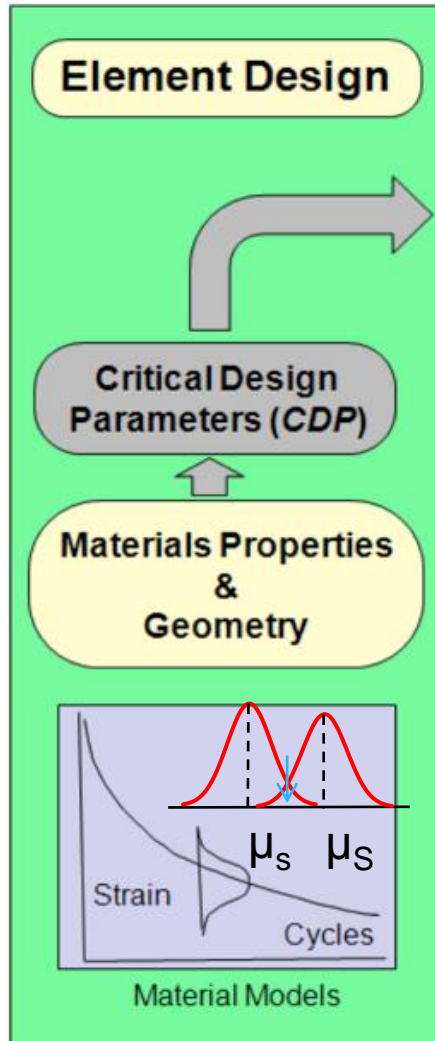 Element Design
Critical Design
Parameters (CDP)
Materials Properties
&
Geometry
μs μS
Strain
Cycles
Material Models